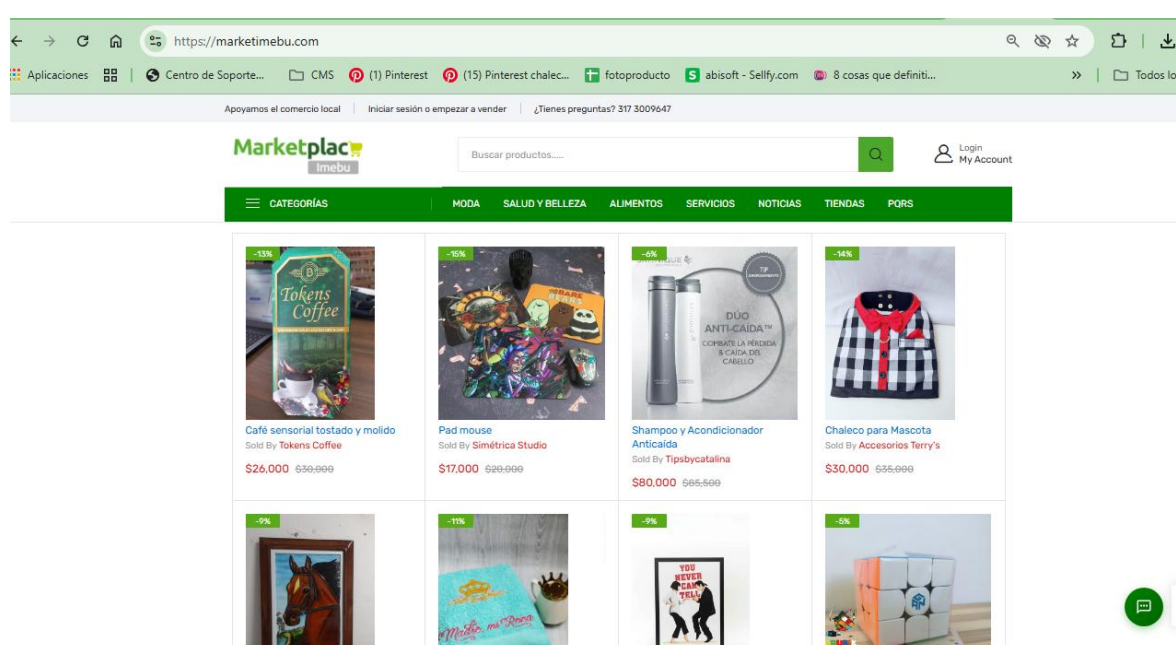 https://marketimebu.com
Aplicaciones
Centro de Soporte...
CMS
(1) Pinterest
(15) Pinterest chalec...
fotoproducto
abisoft - Sellfy.com
8 cosas que definiti...
Todos lo
Apoyamos el comercio local
Iniciar sesión o empezar a vender
¿Tienes preguntas? 317 3009647
Marketplac
Imebu
Buscar productos.....
Login
My Account
CATEGORÍAS
MODA
SALUD Y BELLEZA
ALIMENTOS
SERVICIOS
NOTICIAS
TIENDAS
PQRS
-13%
Tokens
Coffee
Café sensorial tostado y molido
Sold By Tokens Coffee
$26,000 $30,000
-15%
BEARS
Pad mouse
Sold By Simétrica Studio
$17,000 $20,000
-6%
TIP
DÚO
ANTI-CAÍDA™
COMBATE LA PÉRDIDA
& CAÍDA DEL
CABELLO
Shampoo y Acondicionador
Anticaída
Sold By Tipsbycatalina
$80,000 $85,500
-14%
Chaleco para Mascota
Sold By Accesorios Terry's
$30,000 $35,000
-9%
-11%
Madre mi Reina
-9%
YOU
NEVER
CAN
TELL
-5%